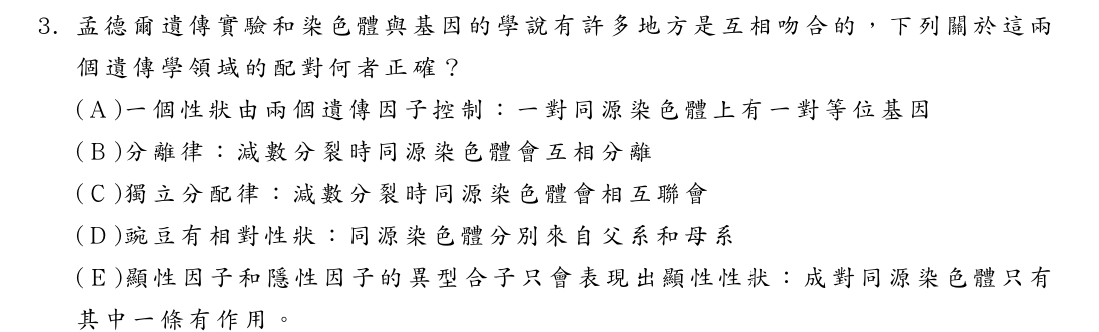 3. 孟德爾遺傳實驗和染色體與基因的學說有許多地方是互相吻合的，下列關於這兩
個遺傳學領域的配對何者正確？
(A)一個性狀由兩個遺傳因子控制：一對同源染色體上有一對等位基因
(B)分離律：減數分裂時同源染色體會互相分離
(C)獨立分配律：減數分裂時同源染色體會相互聯會
(D)豌豆有相對性狀：同源染色體分別來自父系和母系
(E)顯性因子和隱性因子的異型合子只會表現出顯性性狀：成對同源染色體只有
其中一條有作用。